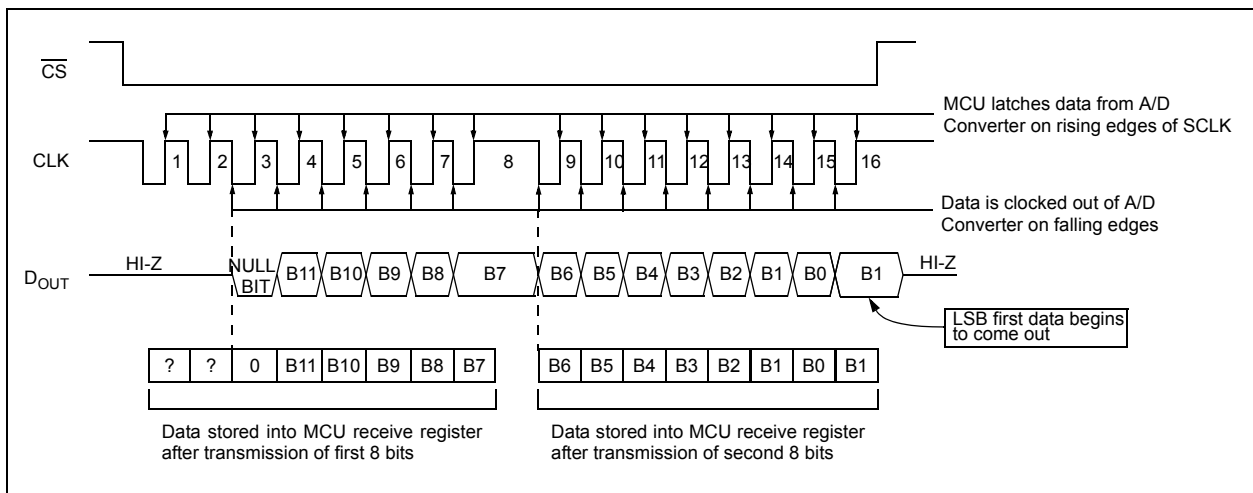 CS
MCU latches data from A/D
Converter on rising edges of SCLK
CLK
1 2 3 4 5 6 7 8 9 10 11 12 13 14 15 16
Data is clocked out of A/D
Converter on falling edges
DOUT
HI-Z
NULL
BIT
B11 B10 B9 B8 B7 B6 B5 B4 B3 B2 B1 B0 B1
HI-Z
LSB first data begins
to come out
? ? 0 B11 B10 B9 B8 B7
B6 B5 B4 B3 B2 B1 B0 B1
Data stored into MCU receive register
after transmission of first 8 bits
Data stored into MCU receive register
after transmission of second 8 bits